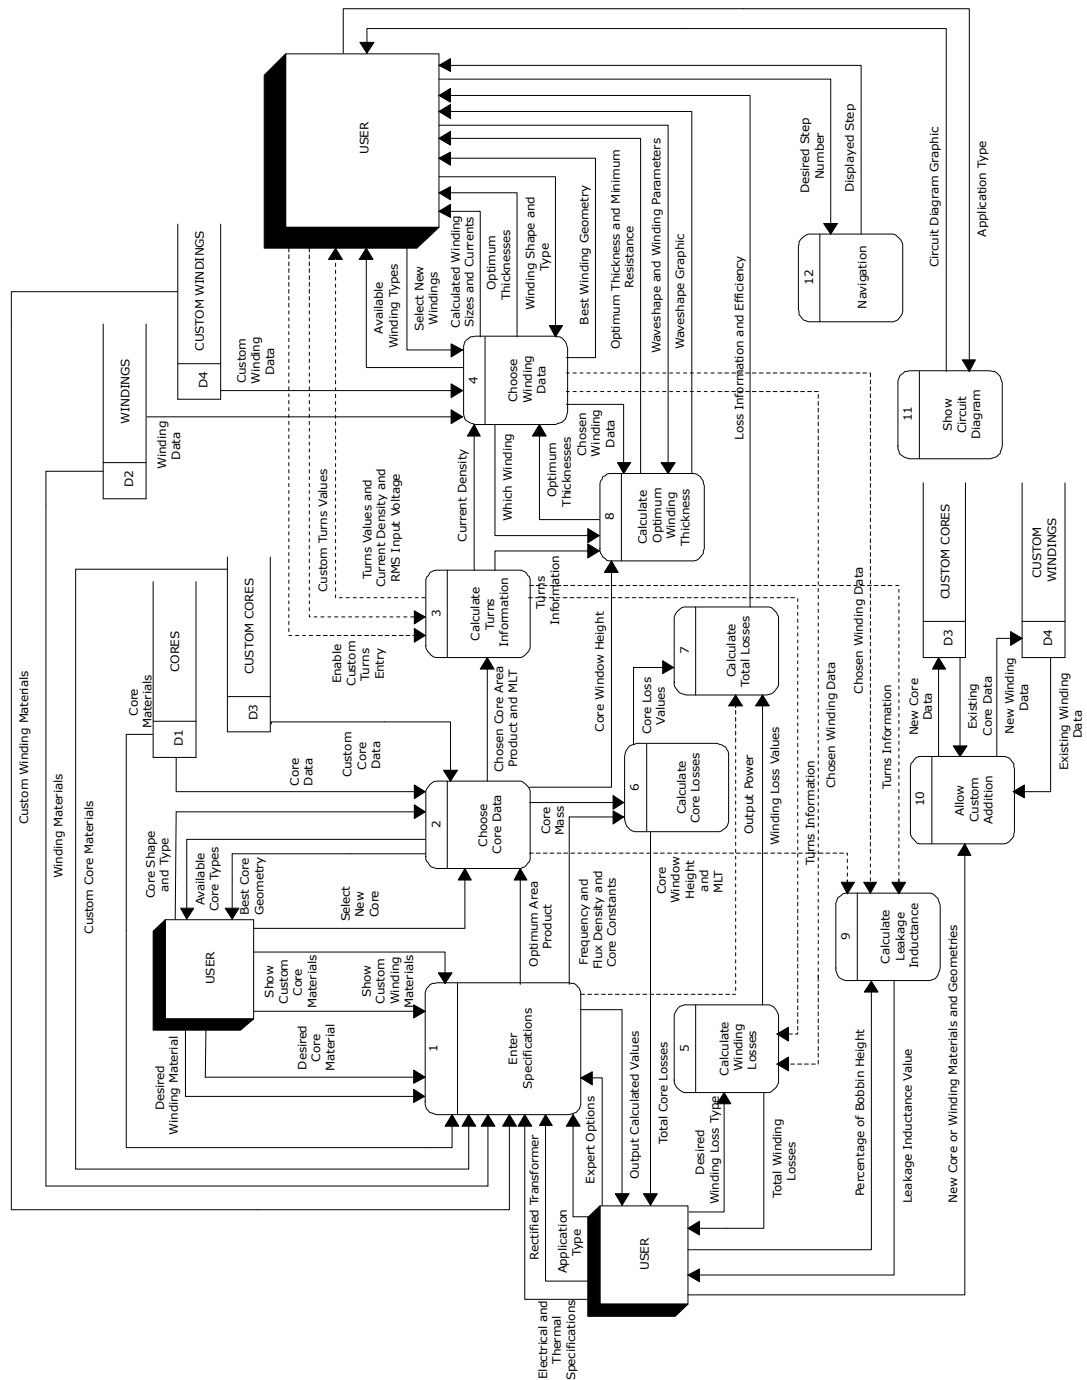 Custom Winding Materials
Winding Materials
Custom Core Materials
Core
Materials
D1
CORES
D3
CUSTOM CORES
D2
WINDINGS
D4
CUSTOM WINDINGS
Winding
Data
Custom
Winding
Data
Core
Data
Custom Core
Data
USER
Desired
Winding Material
Desired
Core Material
Show
Custom
Core
Materials
Show
Custom
Winding
Materials
Core Shape
and Type
Available
Core Types
Best Core
Geometry
Select New
Core
1
Enter
Specifications
Optimum Area
Product
2
Choose
Core Data
Chosen Core Area
Product and MLT
Enable
Custom
Turns
Entry
Custom Turns Values
Turns Values and
Current Density and
RMS Input Voltage
3
Calculate
Turns
Information
Current Density
Turns
Information
Which Winding
4
Choose
Winding
Data
Available
Winding Types
Select New
Windings
Calculated Winding
Sizes and Currents
Optimum
Thicknesses
Winding Shape and
Type
Best Winding Geometry
USER
Optimum
Thicknesses
Chosen
Winding Data
8
Calculate
Optimum
Winding
Thickness
Optimum Thickness and Minimum
Resistance
Waveshape and Winding Parameters
Waveshape Graphic
Core Window Height
Frequency and
Flux Density and
Core Constants
Core
Mass
6
Calculate
Core Losses
Core Loss
Values
7
Calculate
Total Losses
Loss Information and Efficiency
Electrical and
Thermal
Specifications
Rectified Transformer
Application
Type
Expert Options
Output Calculated Values
Total Core Losses
USER
Desired
Winding Loss Type
Total Winding
Losses
5
Calculate
Winding
Losses
Core
Window Height
and MLT
Output Power
Winding Loss Values
Turns Information
Chosen Winding Data
Chosen Winding Data
Turns Information
Percentage of Bobbin Height
Leakage Inductance Value
9
Calculate
Leakage
Inductance
New Core or Winding Materials and Geometries
10
Allow
Custom
Addition
New Core
Data
Existing
Core Data
New Winding
Data
Existing Winding
Data
D3
CUSTOM CORES
D4
CUSTOM
WINDINGS
11
Show
Circuit
Diagram
12
Navigation
Desired Step
Number
Displayed Step
Circuit Diagram Graphic
Application Type